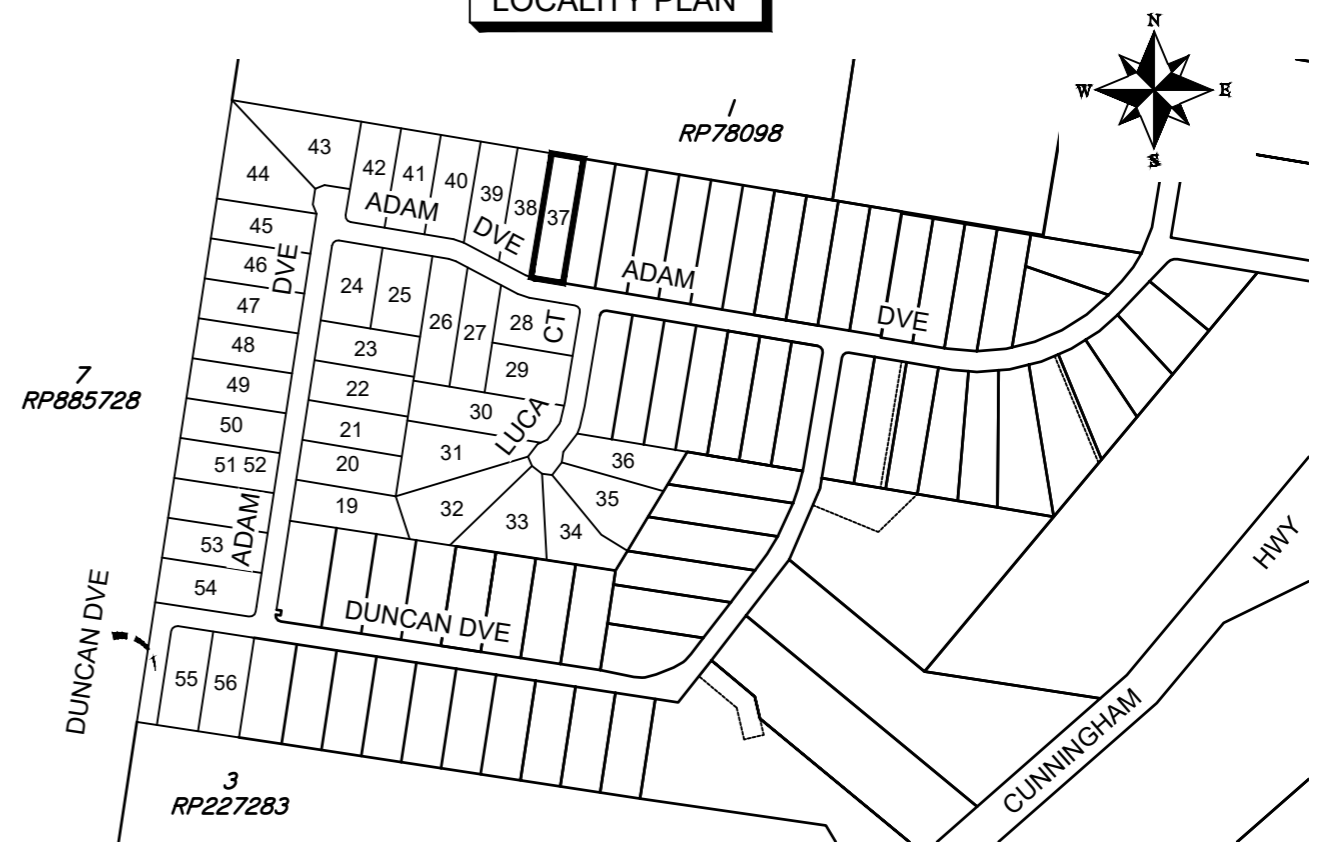 LOCALITY PLAN
N
W
E
S
1
RP78098
43
42
41
40
39
38
37
44
ADAM
DVE
ADAM
DVE
45
46
DVE
47
48
49
50
51 52
ADAM
53
54
24
25
26
27
28
CT
23
29
22
30
LUCA
21
31
20
36
19
32
33
34
35
7
RP885728
HWY
CUNNINGHAM
DUNCAN DVE
DUNCAN DVE
55
56
3
RP227283